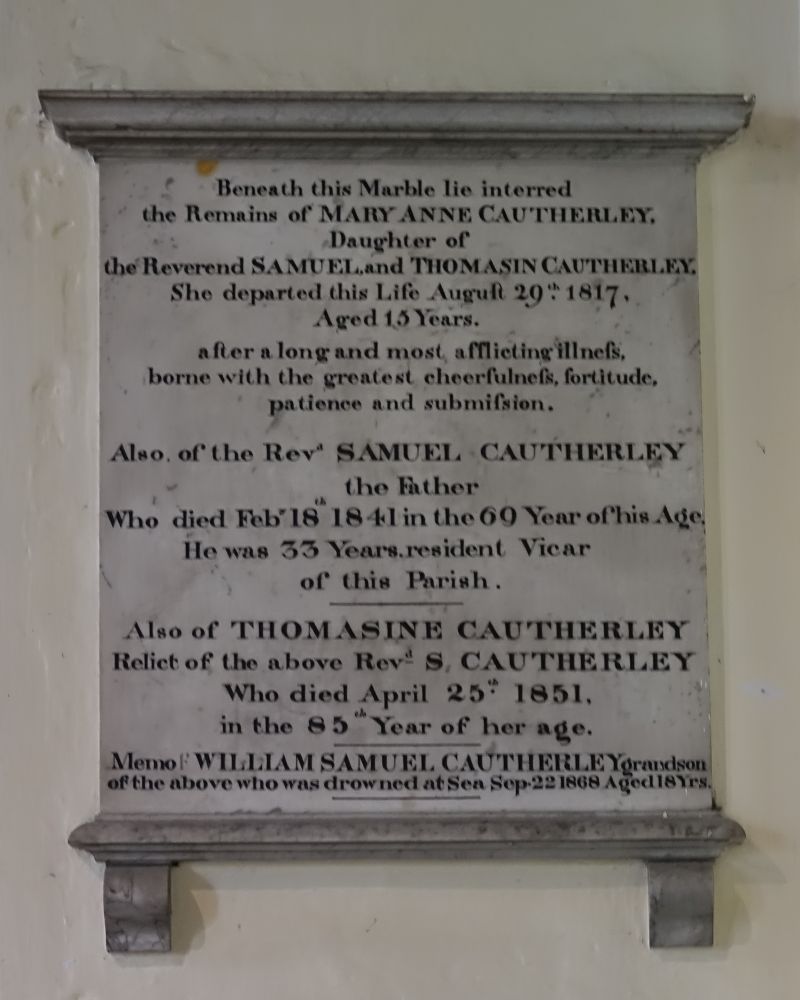 Beneath this Marble lie interred
the Remains of MARY ANNE CAUTHERLEY,
Daughter of
the Reverend SAMUEL, and THOMASIN CAUTHERLEY.
She departed this Life Auguſt 29th. 1817,
Aged 15 Years.
after a long and most afflicting illneſs,
borne with the greatest cheerfulneſs, fortitude,
patience and submiſsion.
Also, of the Revd SAMUEL CAUTHERLEY
the Father
Who died Febr 18th 1841 in the 69 Year of his Age,
He was 33 Years. resident Vicar
of this Parish.
Also of THOMASINE CAUTHERLEY
Relict of the above Revd S. CAUTHERLEY
Who died April 25th 1851,
in the 85th Year of her age.
Memo WILLIAM SAMUEL CAUTHERLEY grandson
of the above who was drowned at Sea Sep. 22 1868 Aged 18 Yrs.